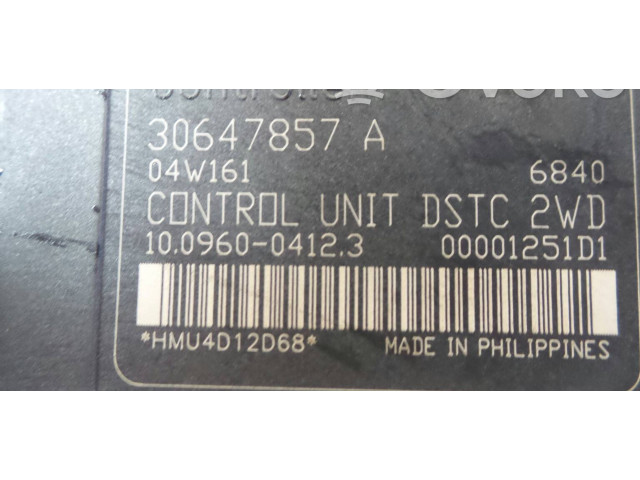 30647857 A
04W161 6840
CONTROL UNIT DSTC 2WD
10.0960-0412.3 00001251D1
*HMU4D12D68* MADE IN PHILIPPINES